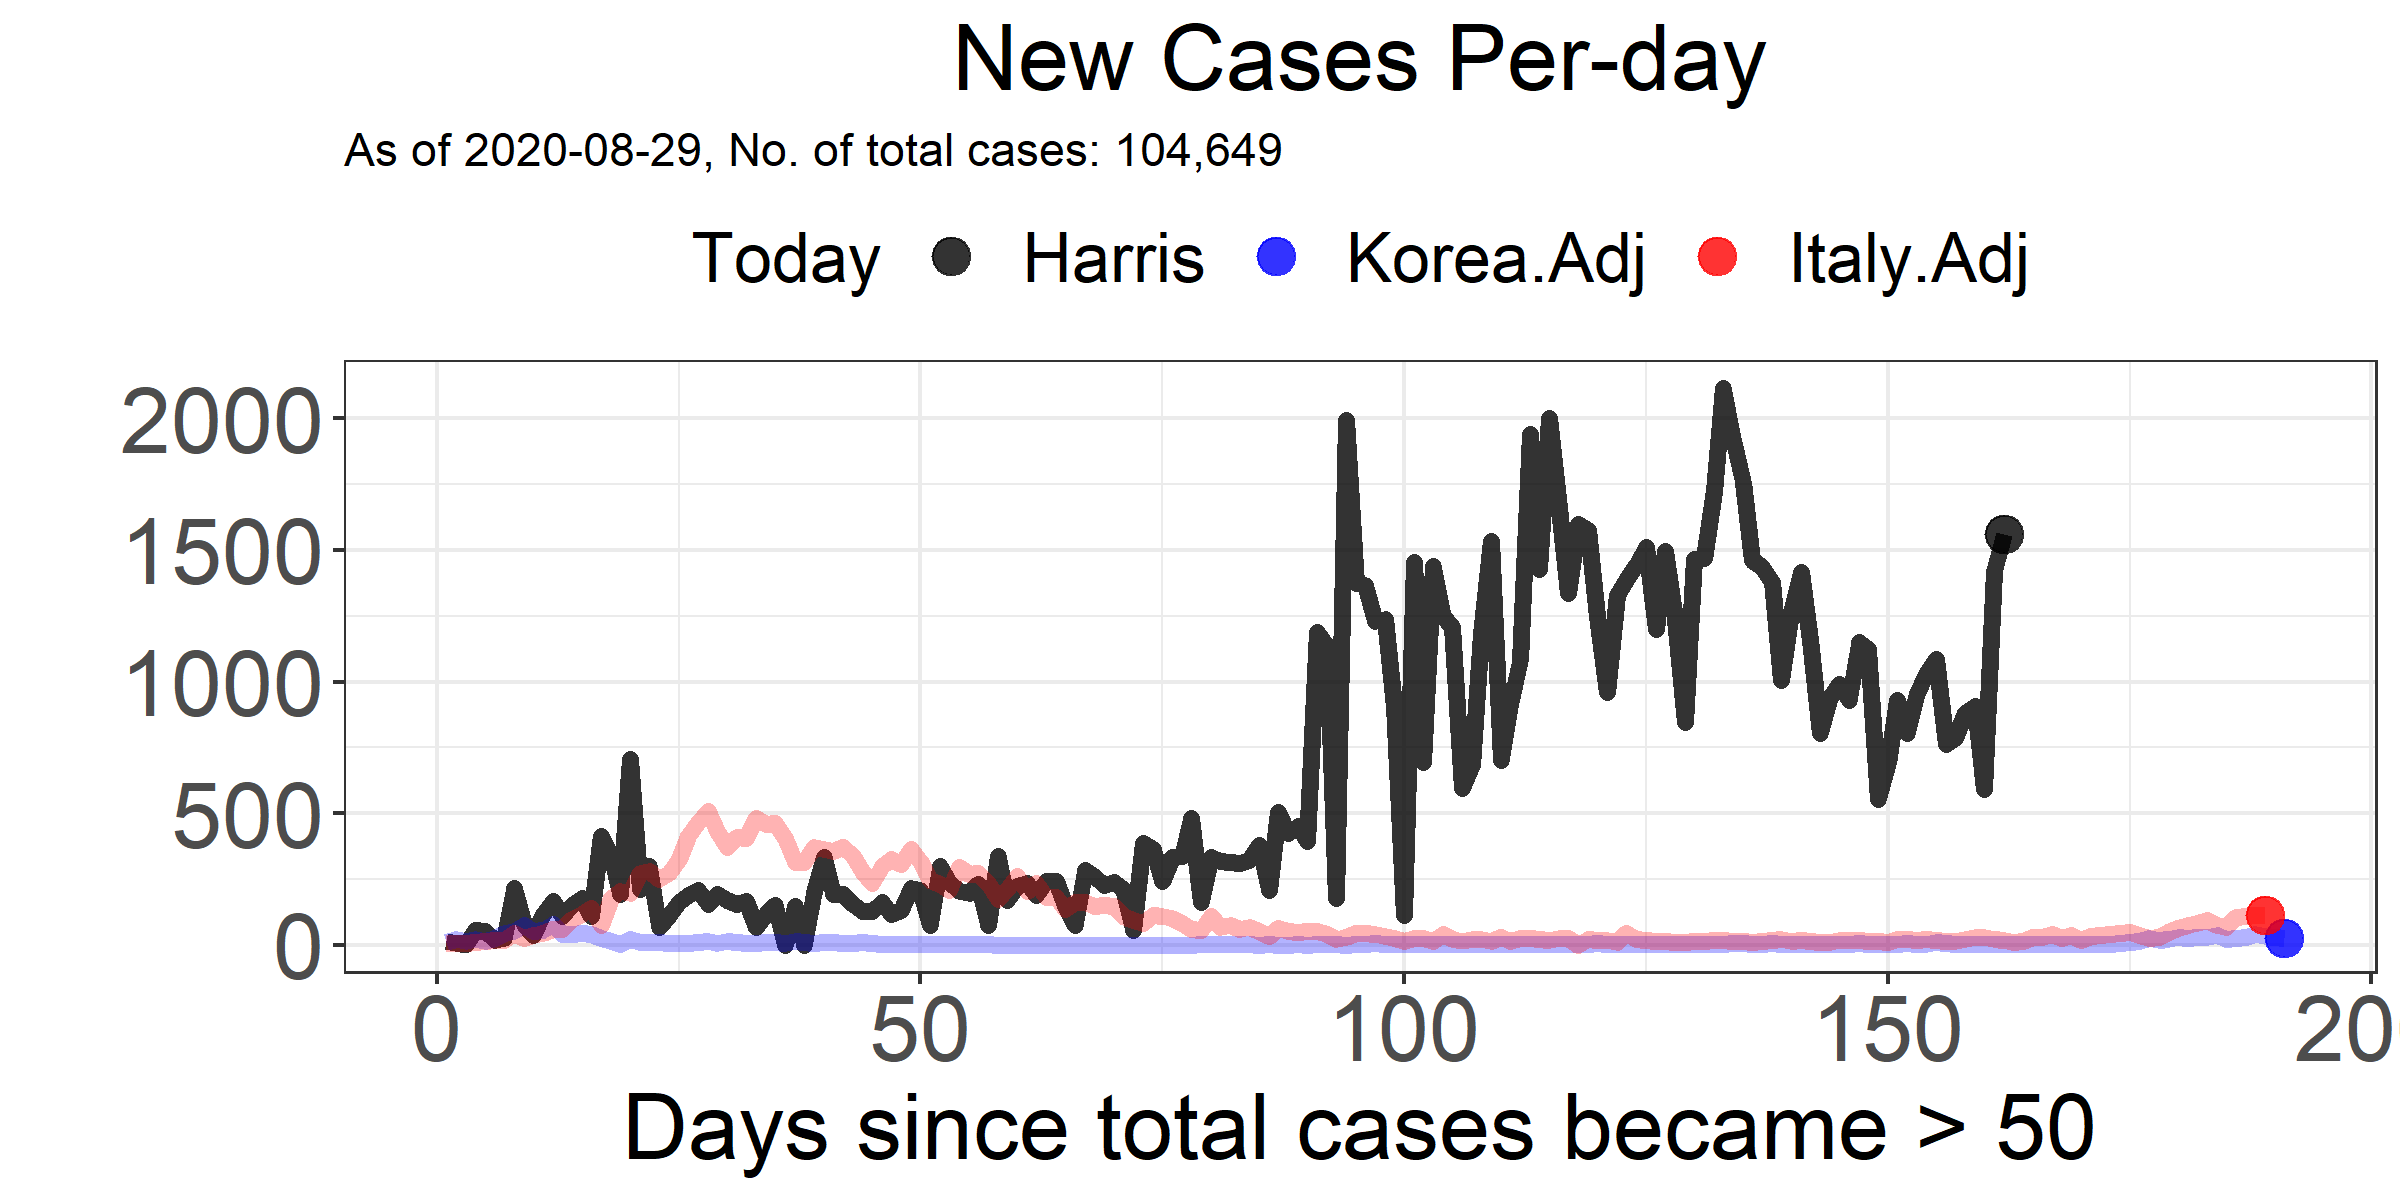 New Cases Per-day
As of 2020-08-29, No. of total cases: 104,649
Today Harris Korea.Adj Italy.Adj
2000
1500
1000
500
0
0 50 100 150 20
Days since total cases became > 50